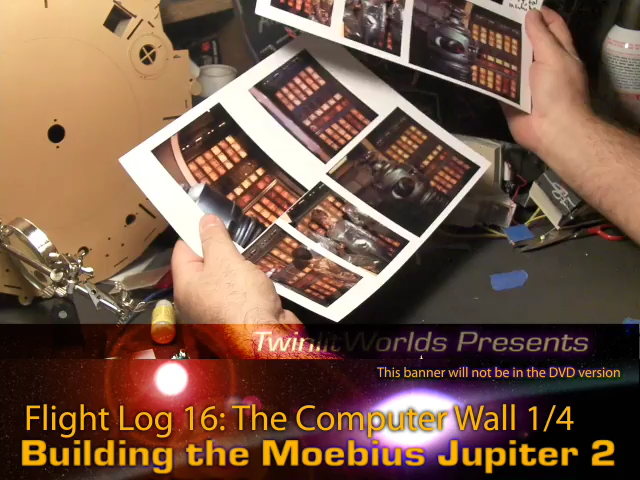 TwinlitWorlds Presents
This banner will not be in the DVD version
Flight Log 16: The Computer Wall 1/4
Building the Moebius Jupiter 2